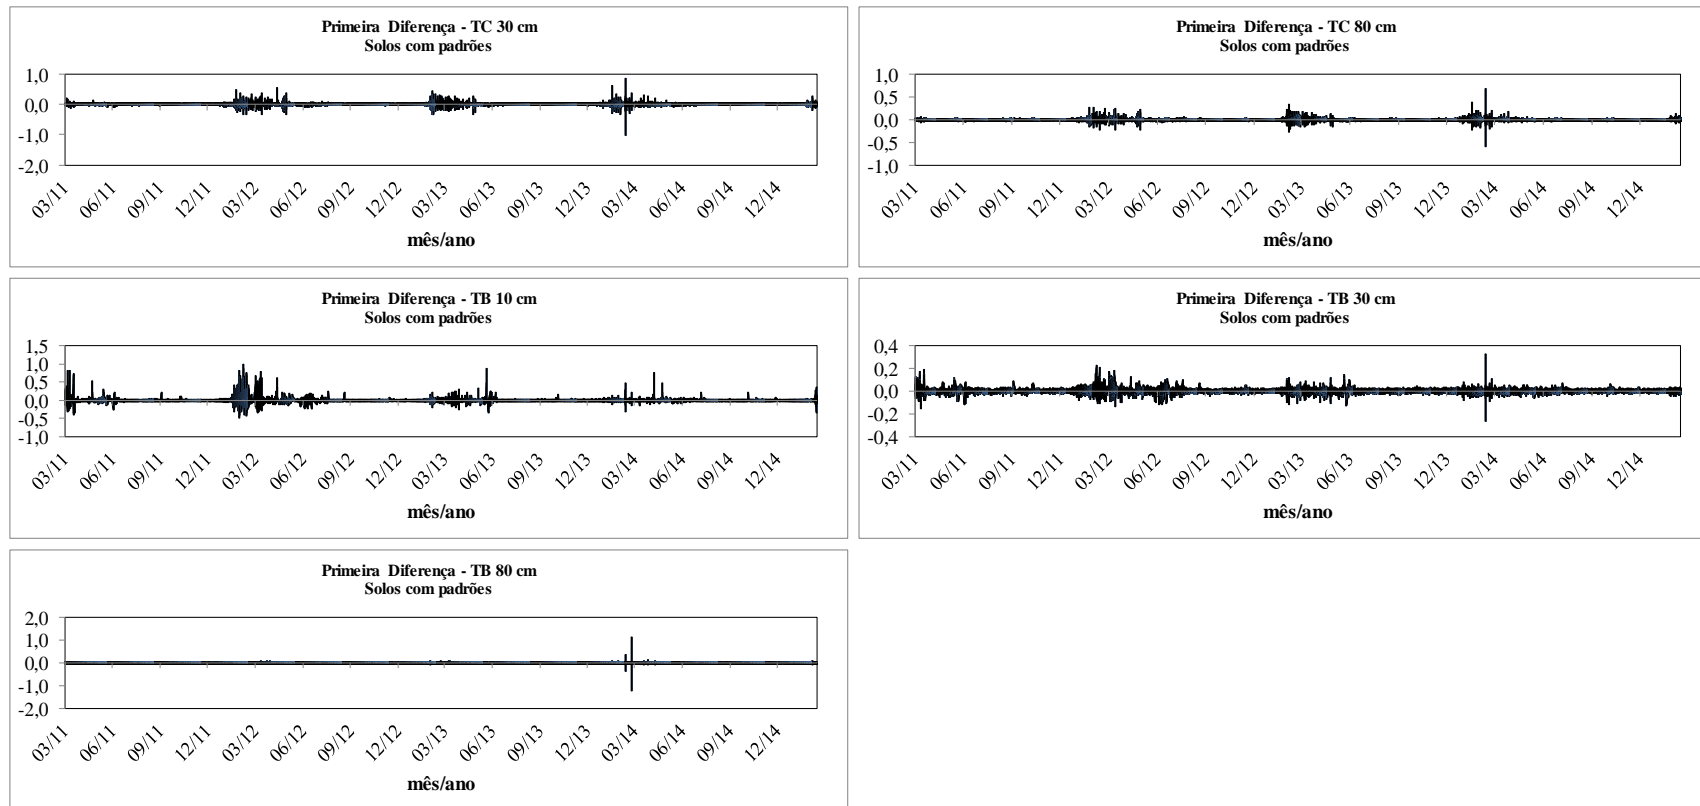 Primeira Diferença - TC 30 cm
Solos com padrões
1,0
0,0
-1,0
-2,0
03/11 06/11 09/11 12/11 03/12 06/12 09/12 12/12 03/13 06/13 09/13 12/13 03/14 06/14 09/14 12/14
mês/ano
Primeira Diferença - TC 80 cm
Solos com padrões
1,0
0,5
0,0
-0,5
-1,0
03/11 06/11 09/11 12/11 03/12 06/12 09/12 12/12 03/13 06/13 09/13 12/13 03/14 06/14 09/14 12/14
mês/ano
Primeira Diferença - TB 10 cm
Solos com padrões
1,5
1,0
0,5
0,0
-0,5
-1,0
03/11 06/11 09/11 12/11 03/12 06/12 09/12 12/12 03/13 06/13 09/13 12/13 03/14 06/14 09/14 12/14
mês/ano
Primeira Diferença - TB 30 cm
Solos com padrões
0,4
0,2
0,0
-0,2
-0,4
03/11 06/11 09/11 12/11 03/12 06/12 09/12 12/12 03/13 06/13 09/13 12/13 03/14 06/14 09/14 12/14
mês/ano
Primeira Diferença - TB 80 cm
Solos com padrões
2,0
1,0
0,0
-1,0
-2,0
03/11 06/11 09/11 12/11 03/12 06/12 09/12 12/12 03/13 06/13 09/13 12/13 03/14 06/14 09/14 12/14
mês/ano